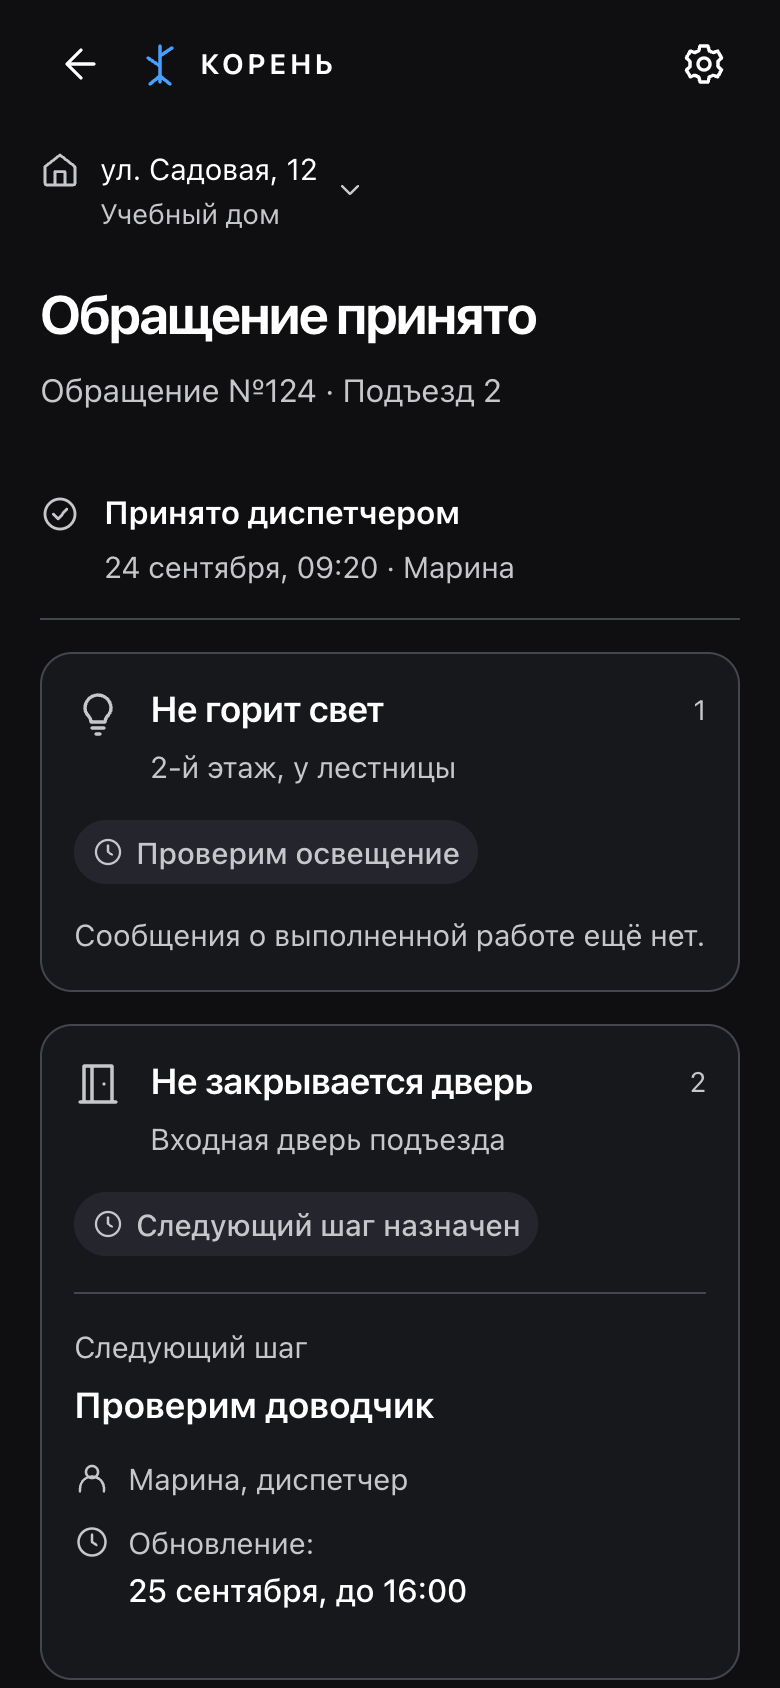 КОРЕНЬ
ул. Садовая, 12
Учебный дом
Обращение принято
Обращение №124 · Подъезд 2
Принято диспетчером
24 сентября, 09:20 · Марина
Не горит свет 1
2-й этаж, у лестницы
Проверим освещение
Сообщения о выполненной работе ещё нет.
Не закрывается дверь 2
Входная дверь подъезда
Следующий шаг назначен
Следующий шаг
Проверим доводчик
Марина, диспетчер
Обновление:
25 сентября, до 16:00